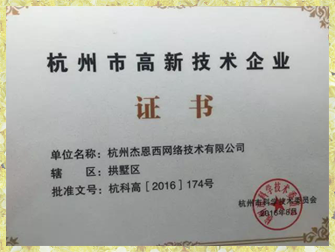 杭州市高新技术企业
证书
单位名称：杭州杰恩西网络技术有限公司
辖　　区：拱墅区
批准文号：杭科高［2016］174号
杭州市科学技术委员会
2016年8月